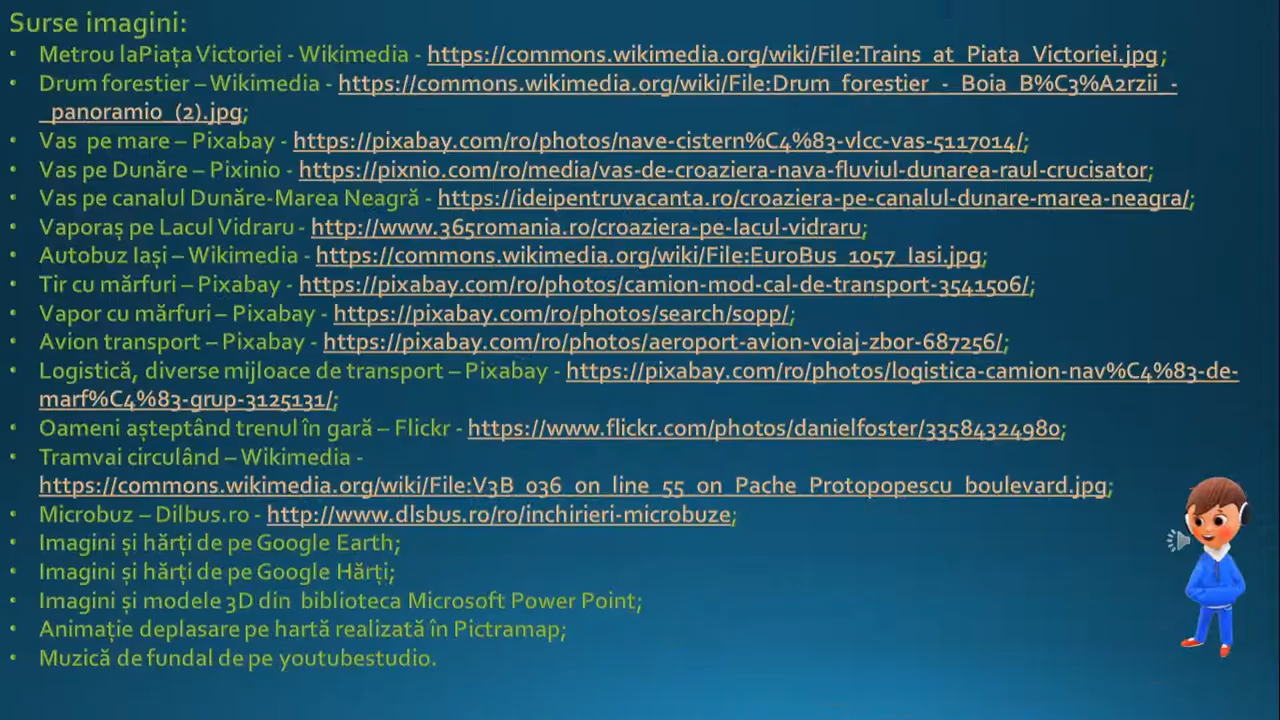 Surse imagini:
• Metrou laPiața Victoriei - Wikimedia - https://commons.wikimedia.org/wiki/File:Trains_at_Piata_Victoriei.jpg;
• Drum forestier – Wikimedia - https://commons.wikimedia.org/wiki/File:Drum_forestier_-_Boia_B%C3%A2rzii_-
_panoramio_(2).jpg;
• Vas pe mare – Pixabay - https://pixabay.com/ro/photos/nave-cistern%C4%83-vlcc-vas-5117014/;
• Vas pe Dunăre – Pixinio - https://pixnio.com/ro/media/vas-de-croaziera-nava-fluviul-dunarea-raul-crucisator;
• Vas pe canalul Dunăre-Marea Neagră - https://ideipentruvacanta.ro/croaziera-pe-canalul-dunare-marea-neagra/;
• Vaporaș pe Lacul Vidraru - http://www.365romania.ro/croaziera-pe-lacul-vidraru;
• Autobuz Iași – Wikimedia - https://commons.wikimedia.org/wiki/File:EuroBus_1057_Iasi.jpg;
• Tir cu mărfuri – Pixabay - https://pixabay.com/ro/photos/camion-mod-cal-de-transport-3541506/;
• Vapor cu mărfuri – Pixabay - https://pixabay.com/ro/photos/search/sopp/;
• Avion transport – Pixabay - https://pixabay.com/ro/photos/aeroport-avion-voiaj-zbor-687256/;
• Logistică, diverse mijloace de transport – Pixabay - https://pixabay.com/ro/photos/logistica-camion-nav%C4%83-de-
marf%C4%83-grup-3125131/;
• Oameni așteptând trenul în gară – Flickr - https://www.flickr.com/photos/danielfoster/33584324980;
• Tramvai circulând – Wikimedia -
https://commons.wikimedia.org/wiki/File:V3B_036_on_line_55_on_Pache_Protopopescu_boulevard.jpg;
• Microbuz – Dilbus.ro - http://www.dlsbus.ro/ro/inchirieri-microbuze;
• Imagini și hărți de pe Google Earth;
• Imagini și hărți de pe Google Hărți;
• Imagini și modele 3D din biblioteca Microsoft Power Point;
• Animație deplasare pe hartă realizată în Pictramap;
• Muzică de fundal de pe youtubestudio.